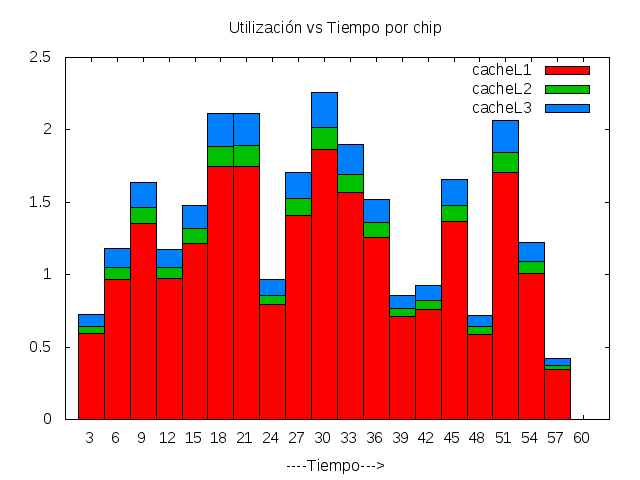 Utilización vs Tiempo por chip
2.5
cacheL1
cacheL2
cacheL3
2
1.5
1
0.5
0
3 6 9 12 15 18 21 24 27 30 33 36 39 42 45 48 51 54 57 60
----Tiempo--->